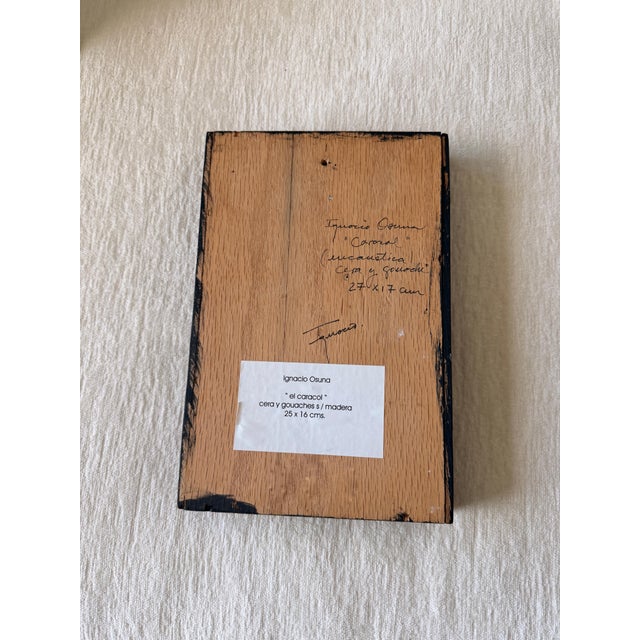 Ignacio Osuna
"Caracol"
(encaustica
cera y gouache"
27 x 17 cm
Ignacio.
Ignacio Osuna
" el caracol "
cera y gouaches s / madera
25 x 16 cms.